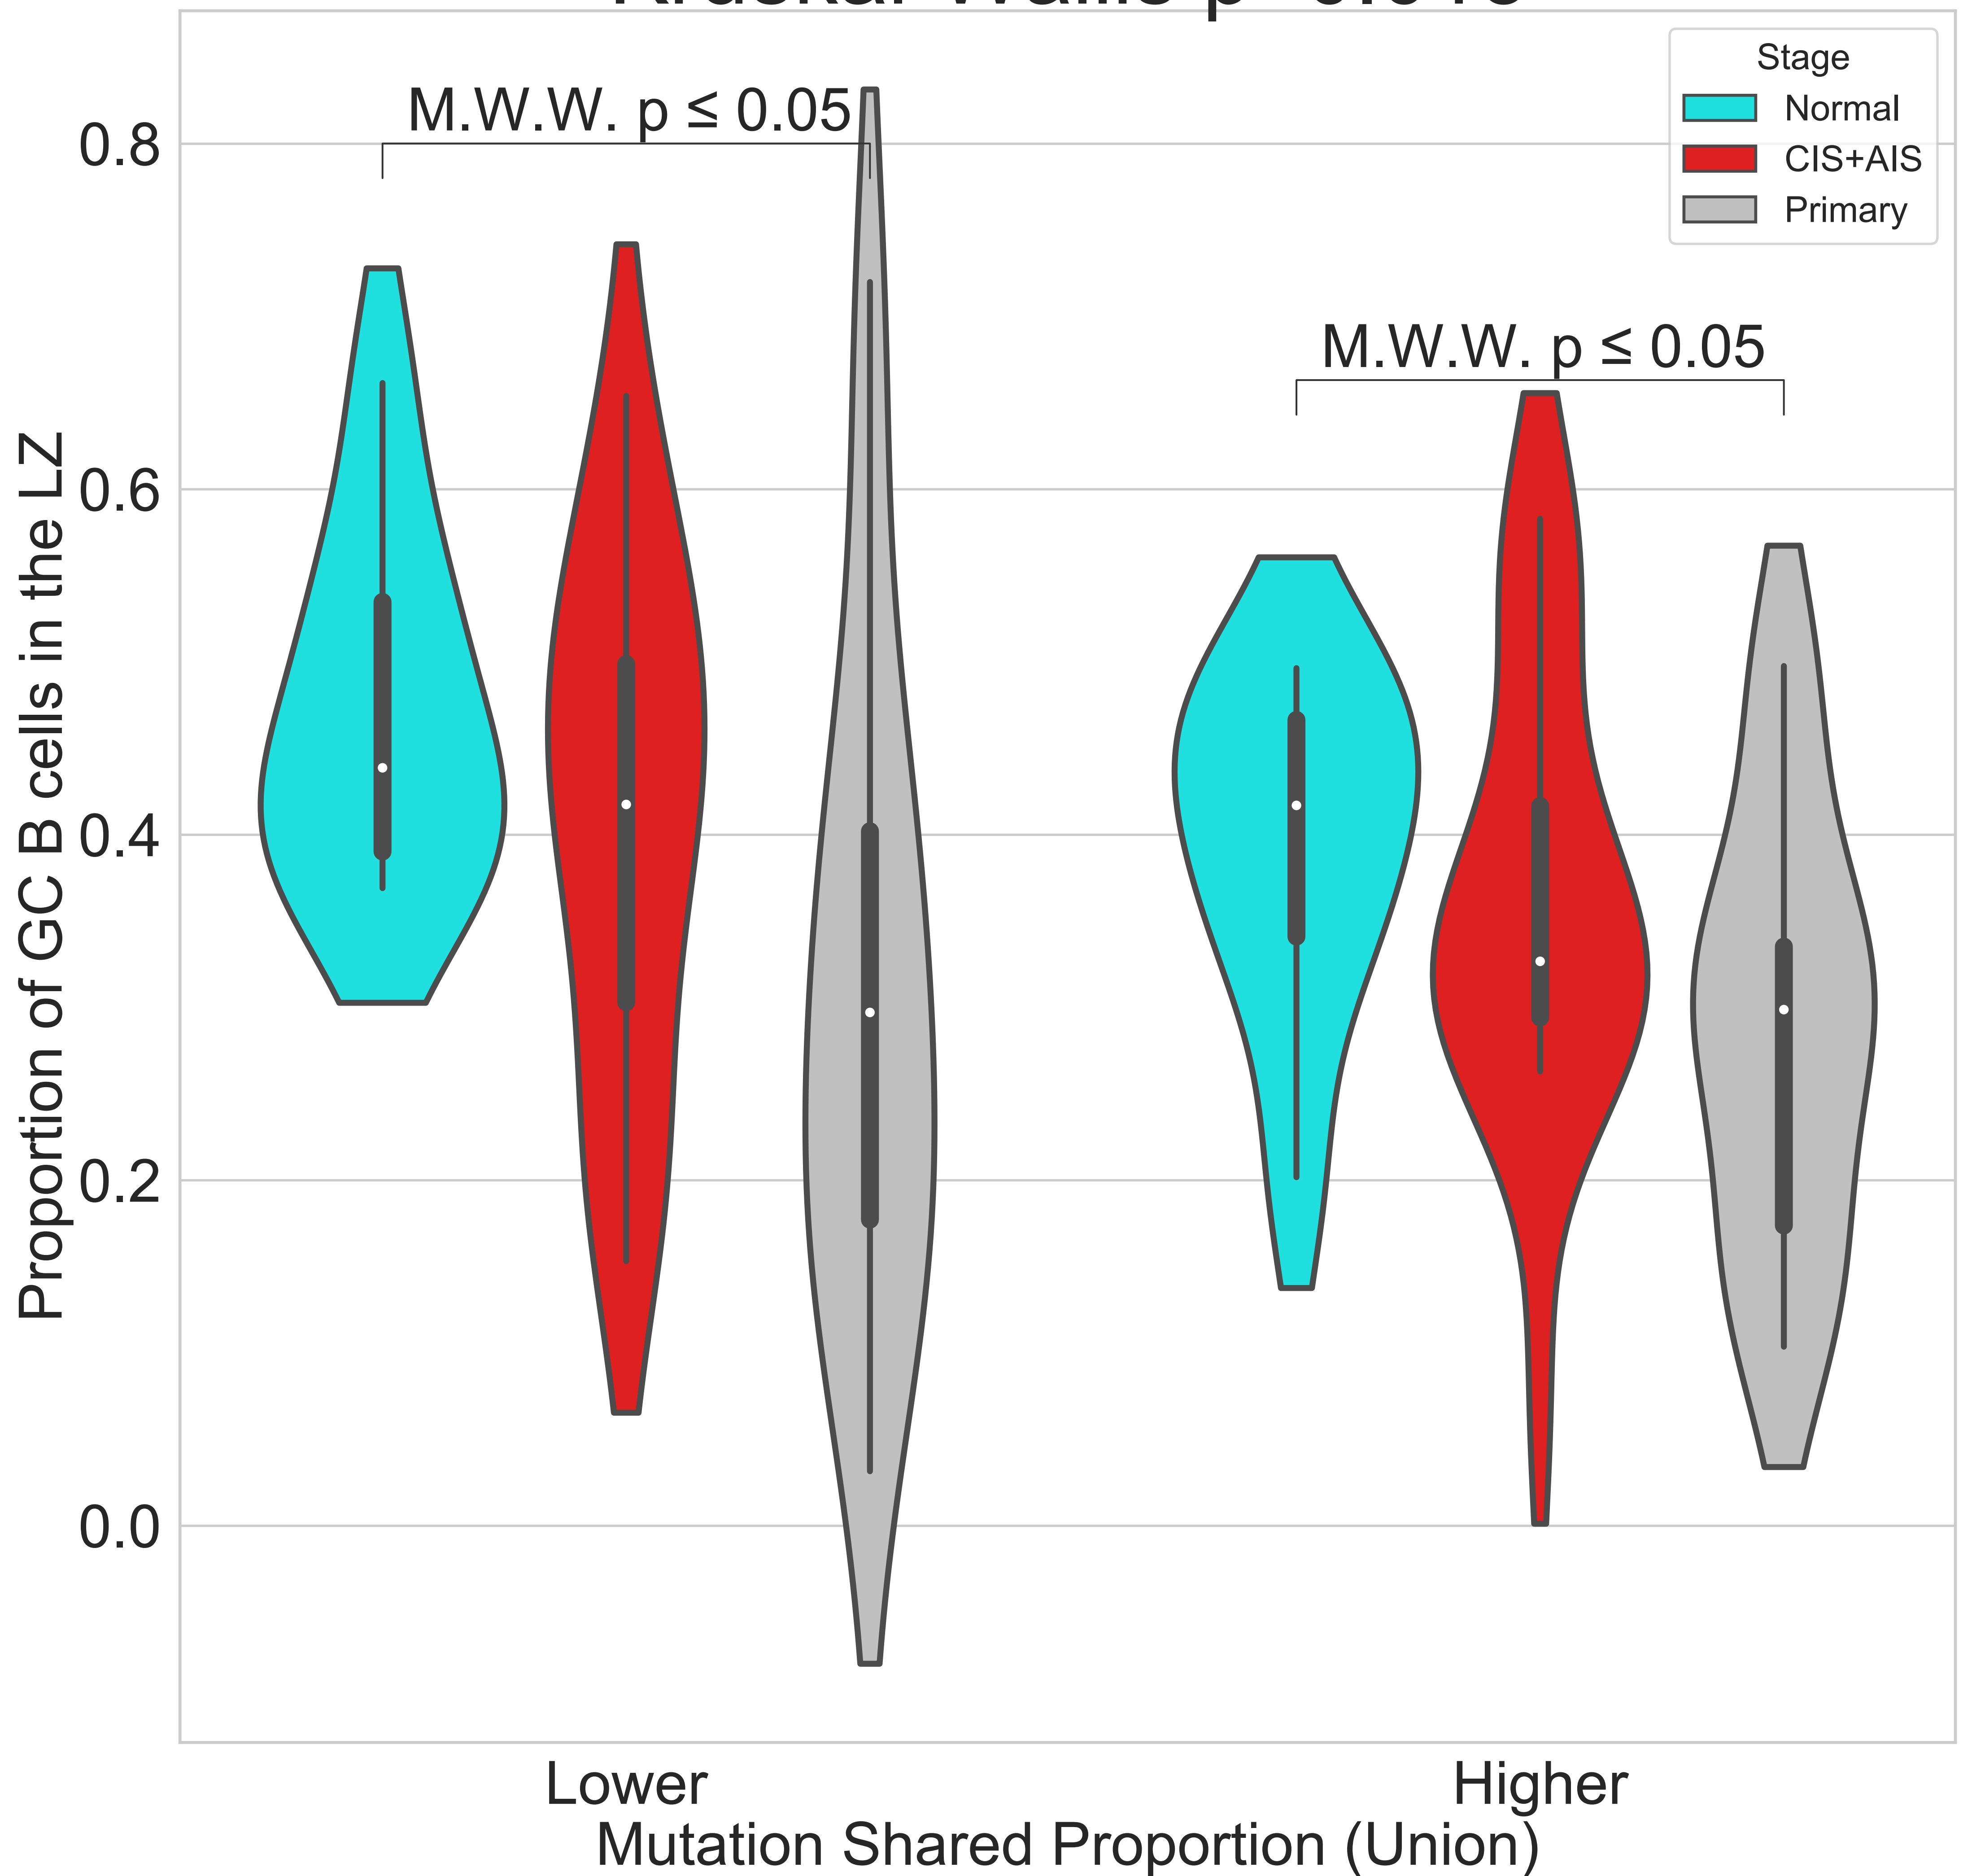 Stage
Normal
CIS+AIS
Primary
M.W.W. p ≤ 0.05
M.W.W. p ≤ 0.05
Proportion of GC B cells in the LZ
0.8
0.6
0.4
0.2
0.0
Lower
Higher
Mutation Shared Proportion (Union)